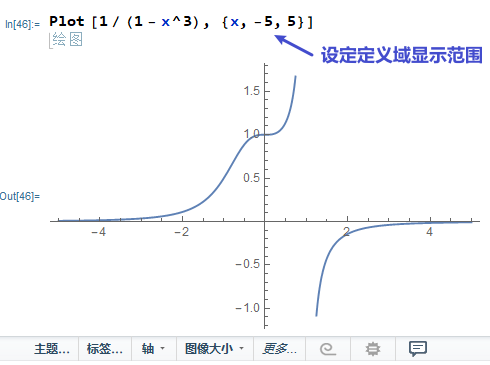 In[46]:= Plot[1/(1-x^3), {x, -5, 5}]
绘图
设定定义域显示范围
1.5
1.0
0.5
Out[46]=
-4 -2 2 4
-0.5
-1.0
主题... 标签... 轴 图像大小 更多...